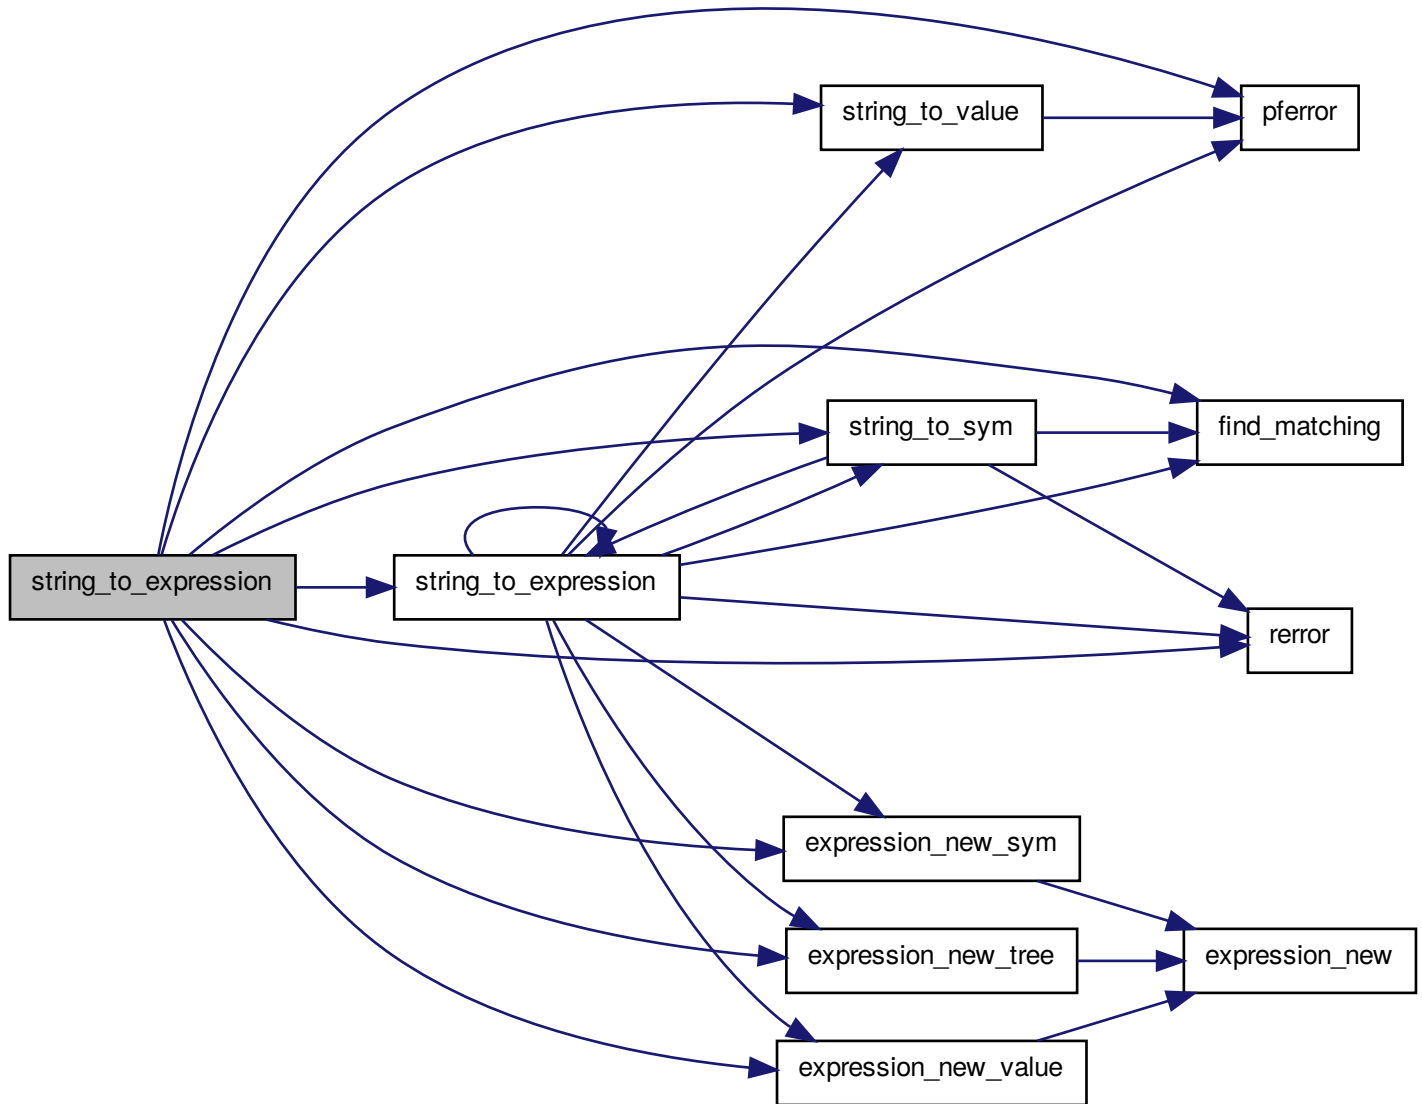 string_to_value
pferror
string_to_sym
find_matching
string_to_expression
string_to_expression
rerror
expression_new_sym
expression_new_tree
expression_new
expression_new_value